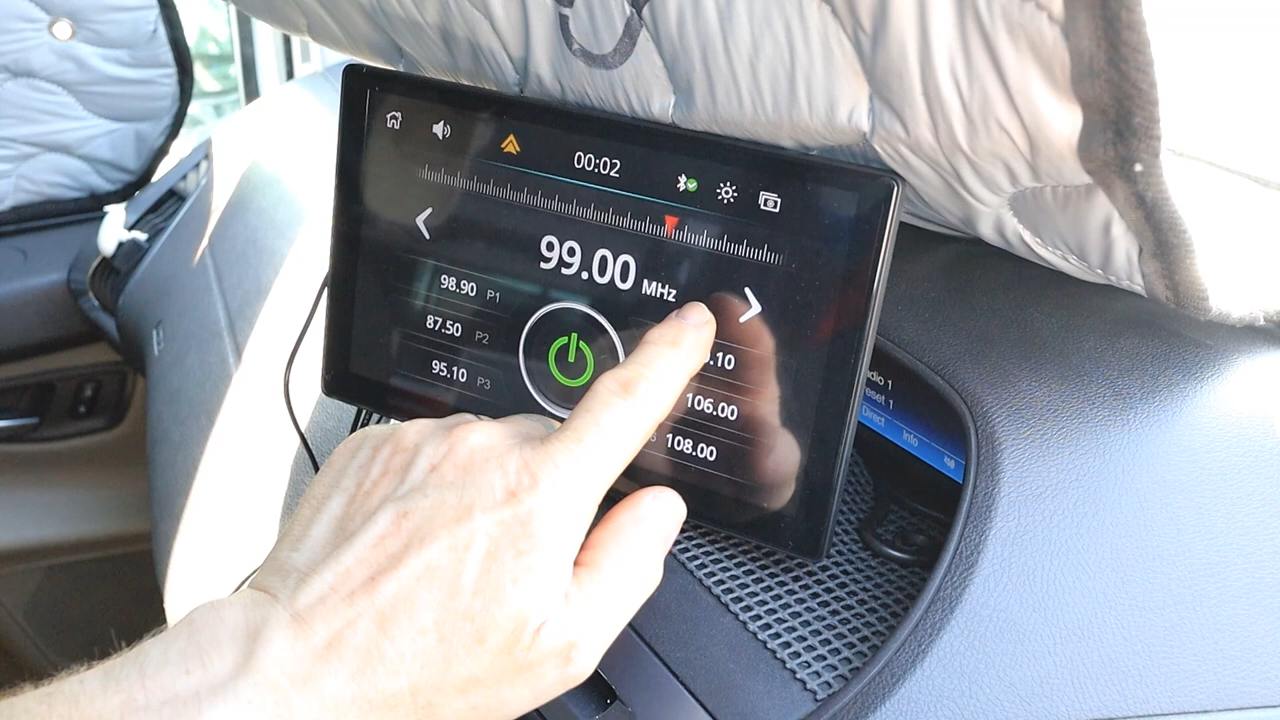 00:02
99.00 MHz
98.90 P1
87.50 P2
95.10 P3
.10
106.00
108.00
dio 1
eset 1
Direct Info